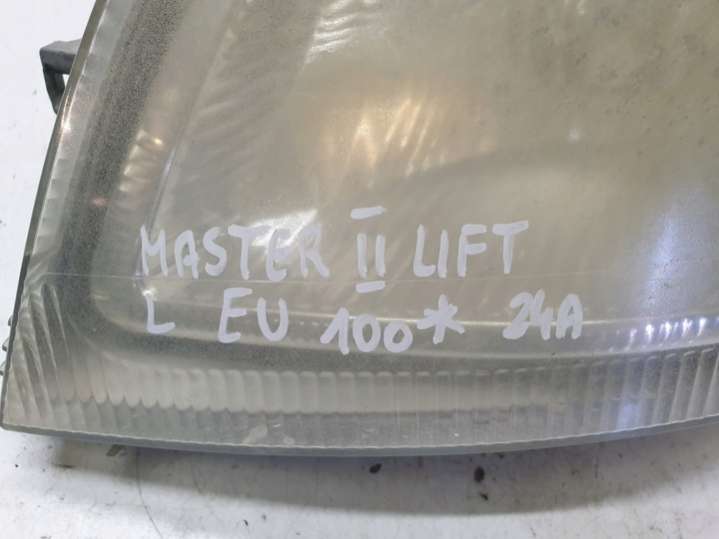 MASTER II LIFT
L EU 100* 24A